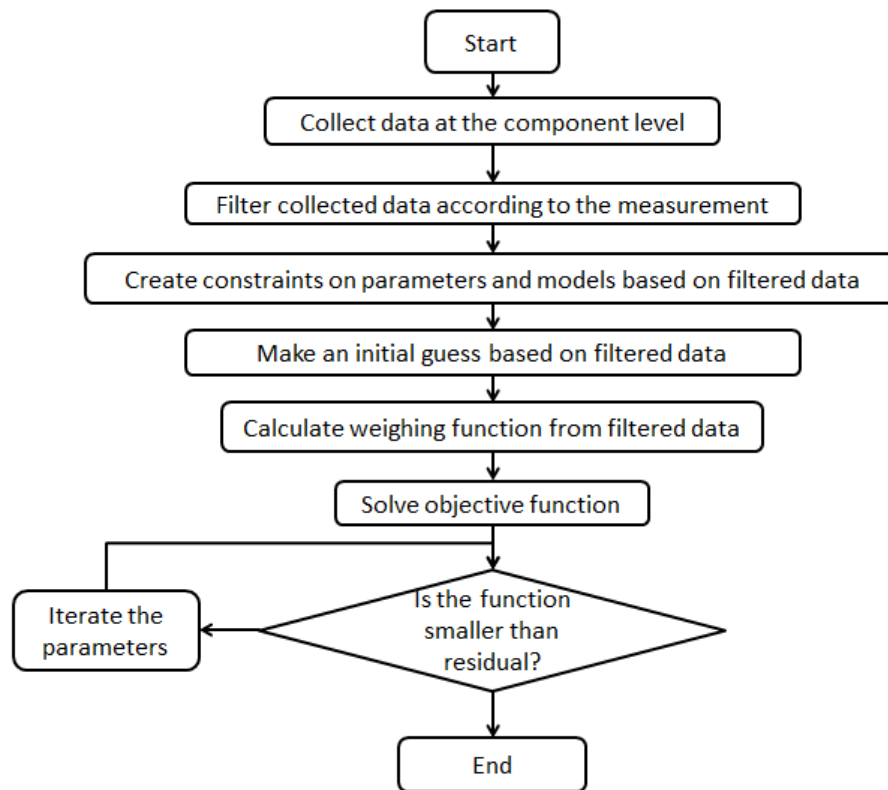 Start
Collect data at the component level
Filter collected data according to the measurement
Create constraints on parameters and models based on filtered data
Make an initial guess based on filtered data
Calculate weighing function from filtered data
Solve objective function
Is the function
smaller than
residual?
Iterate the
parameters
End